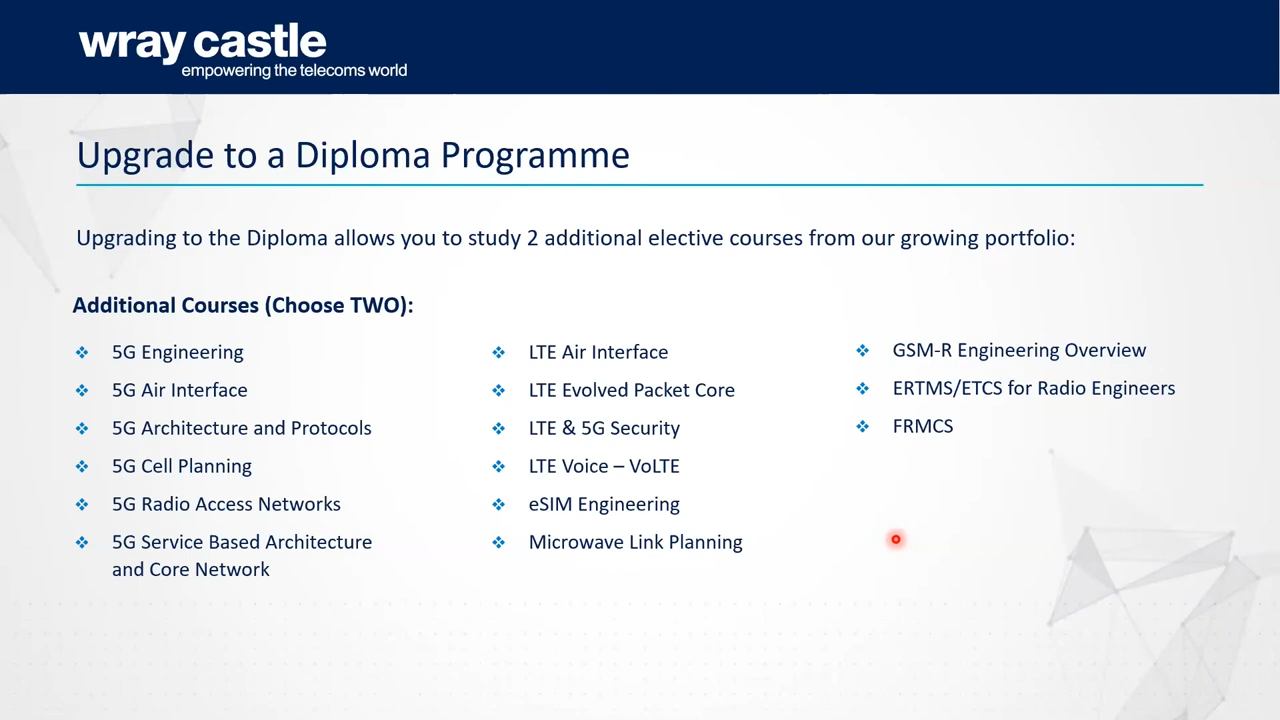 wray castle
empowering the telecoms world
Upgrade to a Diploma Programme
Upgrading to the Diploma allows you to study 2 additional elective courses from our growing portfolio:
Additional Courses (Choose TWO):
5G Engineering
5G Air Interface
5G Architecture and Protocols
5G Cell Planning
5G Radio Access Networks
5G Service Based Architecture
and Core Network
LTE Air Interface
LTE Evolved Packet Core
LTE & 5G Security
LTE Voice – VoLTE
eSIM Engineering
Microwave Link Planning
GSM-R Engineering Overview
ERTMS/ETCS for Radio Engineers
FRMCS